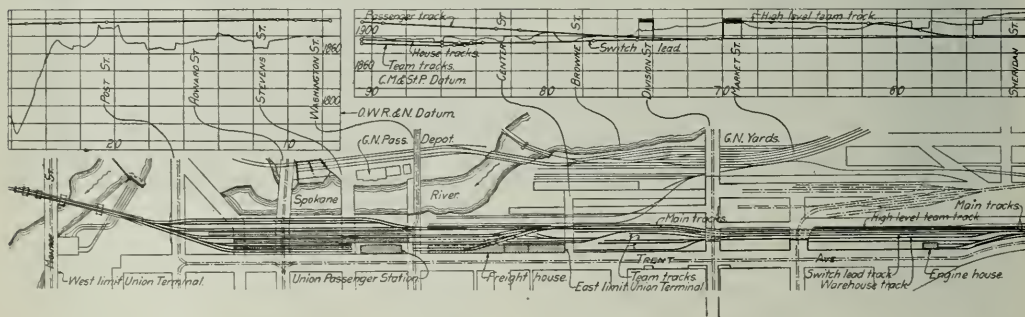 Passenger track
High level team track.
1900
House tracks.
Switch lead.
Team tracks.
1860
C.M.&St.P. Datum
90
80
70
60
CENTER ST.
BROWNE ST.
DIVISION ST.
MARKET ST.
SHERIDAN ST.
POST ST.
HOWARD ST
STEVENS ST.
WASHINGTON ST.
1860
1800
20
10
O.W.R.&N. Datum.
G.N. Pass. Depot.
G.N. Yards.
Spokane River.
Main tracks
Main tracks
High level team track
ST.
West limit Union Terminal.
Union Passenger Station
Freight house
TRENT AVE
Team tracks
East limit Union Terminal
Switch lead track
Warehouse track
Engine house